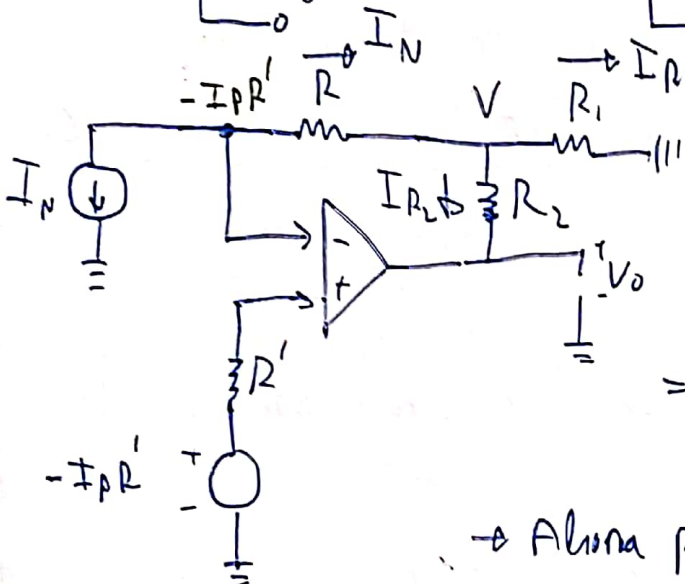 I_N
I_R
-I_PR'
R
V
R_1
I_N
I_R2
R_2
-
+
+
V_0
-
R'
-I_PR'
+
-
→ Ahora p